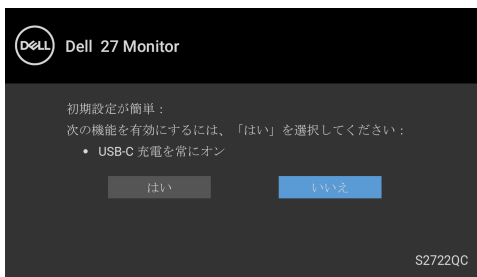 DELL
Dell 27 Monitor
初期設定が簡単：
次の機能を有効にするには、「はい」を選択してください：
• USB-C 充電を常にオン
はい
いいえ
S2722QC